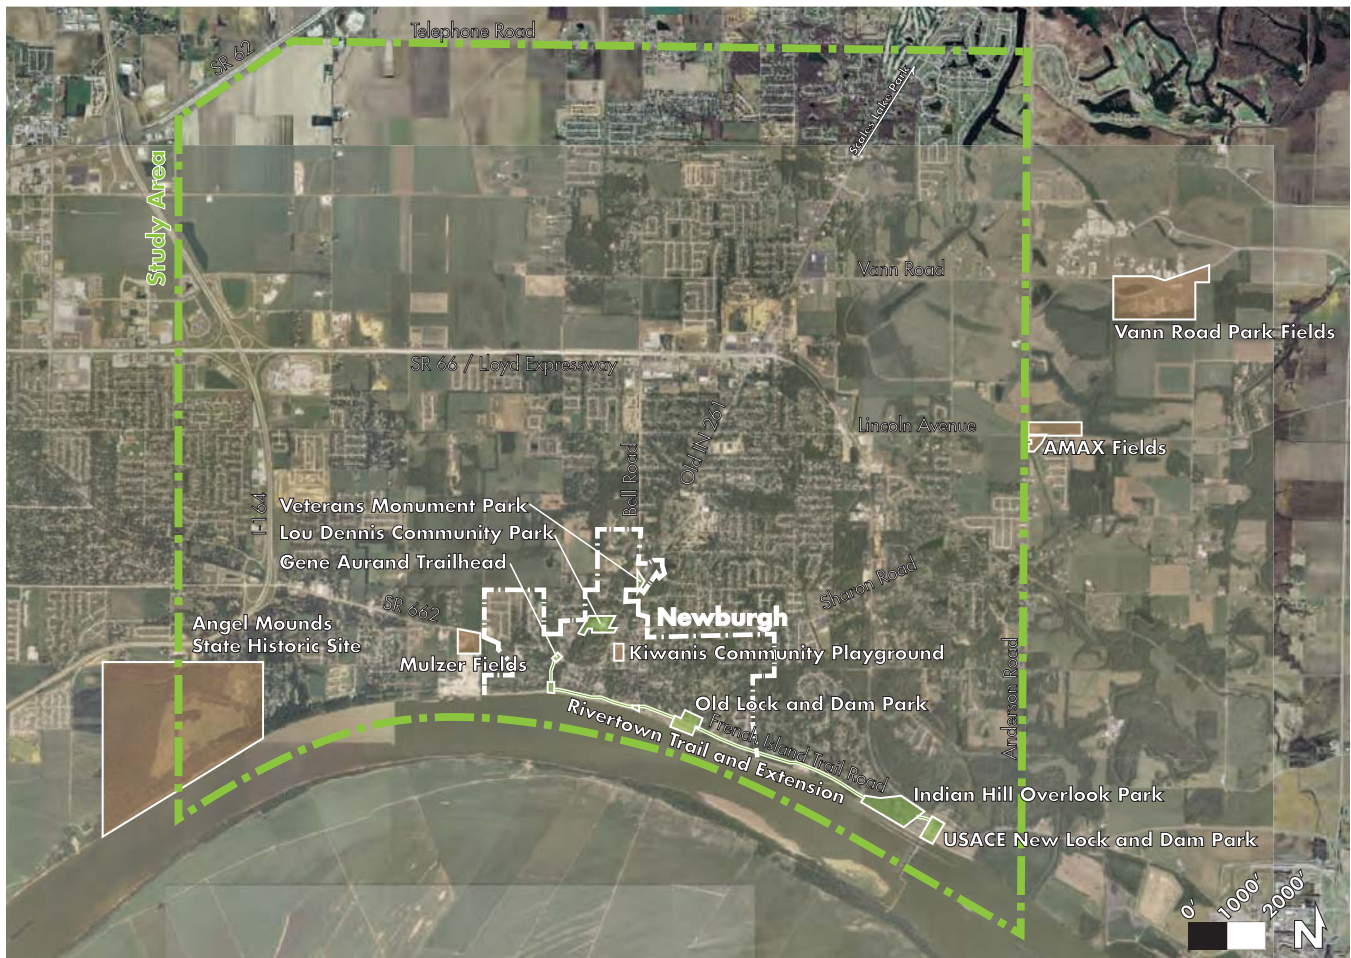 Telephone Road
SR 62
Scales Lake Park
Study Area
Vann Road
Vann Road Park Fields
SR 66 / Lloyd Expressway
Old IN 261
Lincoln Avenue
AMAX Fields
Bell Road
I-164
Veterans Monument Park
Lou Dennis Community Park
Gene Aurand Trailhead
Sharon Road
SR 662
Newburgh
Angel Mounds
State Historic Site
Mulzer Fields
Kiwanis Community Playground
Anderson Road
Old Lock and Dam Park
Rivertown Trail and Extension
French Island Trail Road
Indian Hill Overlook Park
USACE New Lock and Dam Park
0' 1000' 2000'
N